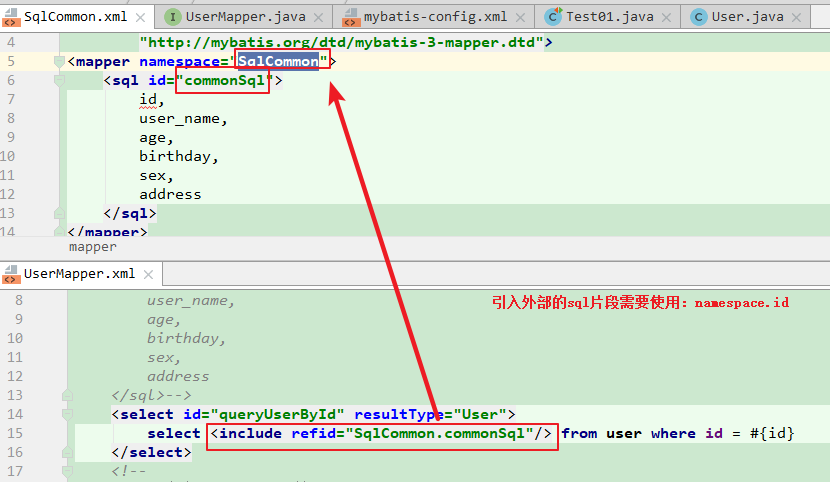 SqlCommon.xml UserMapper.java mybatis-config.xml Test01.java User.java
4 "http://mybatis.org/dtd/mybatis-3-mapper.dtd">
5 <mapper namespace="SqlCommon">
6 <sql id="commonSql">
7 id,
8 user_name,
9 age,
10 birthday,
11 sex,
12 address
13 </sql>
14 </mapper>
mapper
UserMapper.xml
8 user_name,
引入外部的sql片段需要使用：namespace.id
9 age,
10 birthday,
11 sex,
12 address
13 </sql>-->
14 <select id="queryUserById" resultType="User">
15 select <include refid="SqlCommon.commonSql"/> from user where id = #{id}
16 </select>
17 <!--